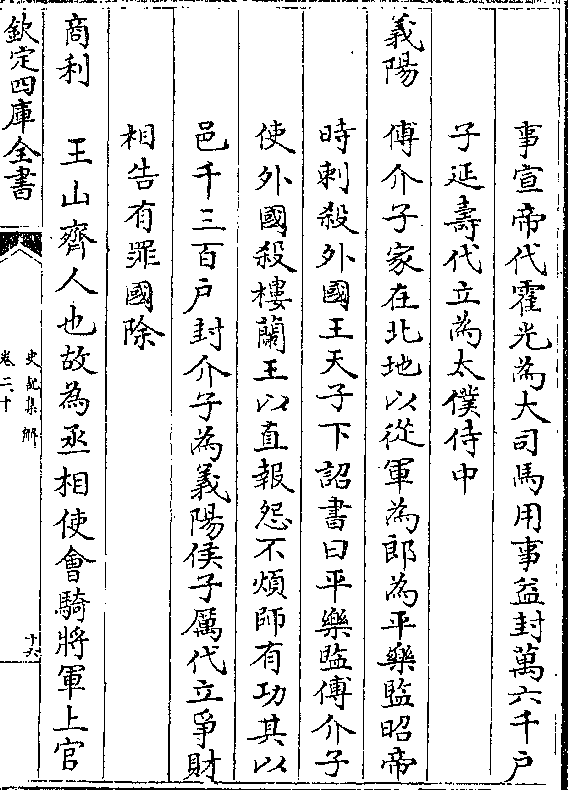 事宣帝代霍光為大司馬用事益封萬六千戶
子延壽代立為太僕侍中
義陽　傅介子家在北地以從軍為郎為平樂監昭帝
時刺殺外國王天子下詔書曰平樂監傅介子
使外國殺樓蘭王以直報怨不煩師有功其以
邑千三百戶封介子為義陽侯子厲代立爭財
相告有罪國除
商利　王山齊人也故為丞相使會騎將軍上官
欽定四庫全書
史記集解
卷二十
十六